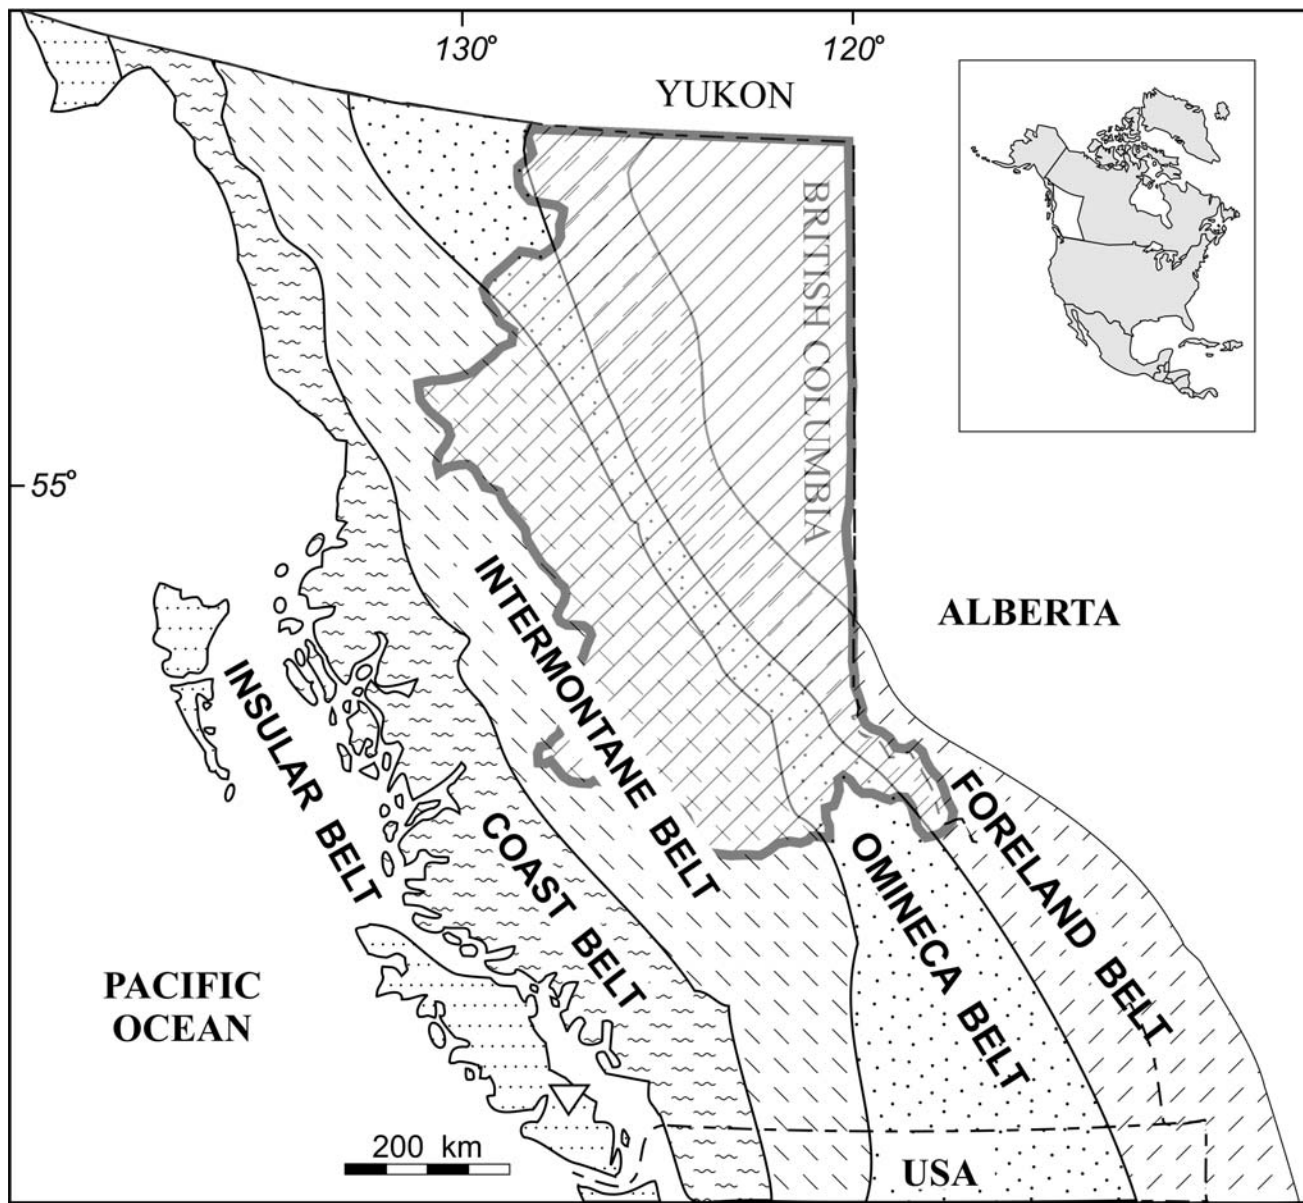 130°
120°
YUKON
BRITISH COLUMBIA
55°
ALBERTA
INTERMONTANE BELT
INSULAR BELT
COAST BELT
FORELAND BELT
OMINECA BELT
PACIFIC
OCEAN
200 km
USA